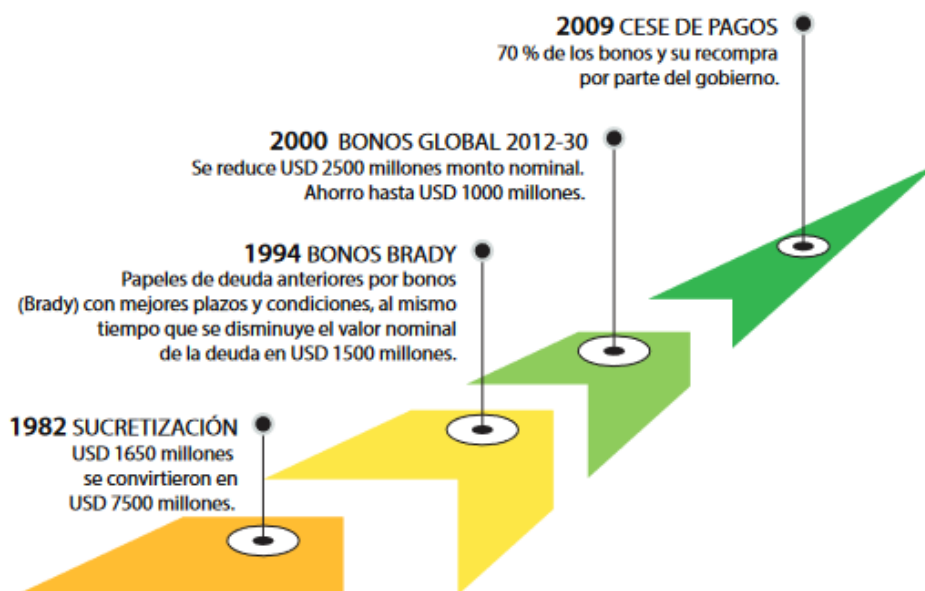 2009 CESE DE PAGOS
70 % de los bonos y su recompra
por parte del gobierno.
2000 BONOS GLOBAL 2012-30
Se reduce USD 2500 millones monto nominal.
Ahorro hasta USD 1000 millones.
1994 BONOS BRADY
Papeles de deuda anteriores por bonos
(Brady) con mejores plazos y condiciones, al mismo
tiempo que se disminuye el valor nominal
de la deuda en USD 1500 millones.
1982 SUCRETIZACIÓN
USD 1650 millones
se convirtieron en
USD 7500 millones.